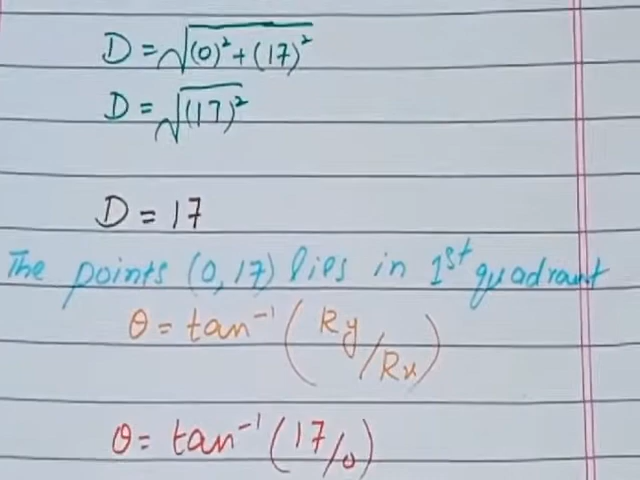 D = √(0)² + (17)²
D = √(17)²
D = 17
The points (0, 17) lies in 1st quadrant
θ = tan⁻¹ (Ry/Rx)
θ = tan⁻¹ (17/0)